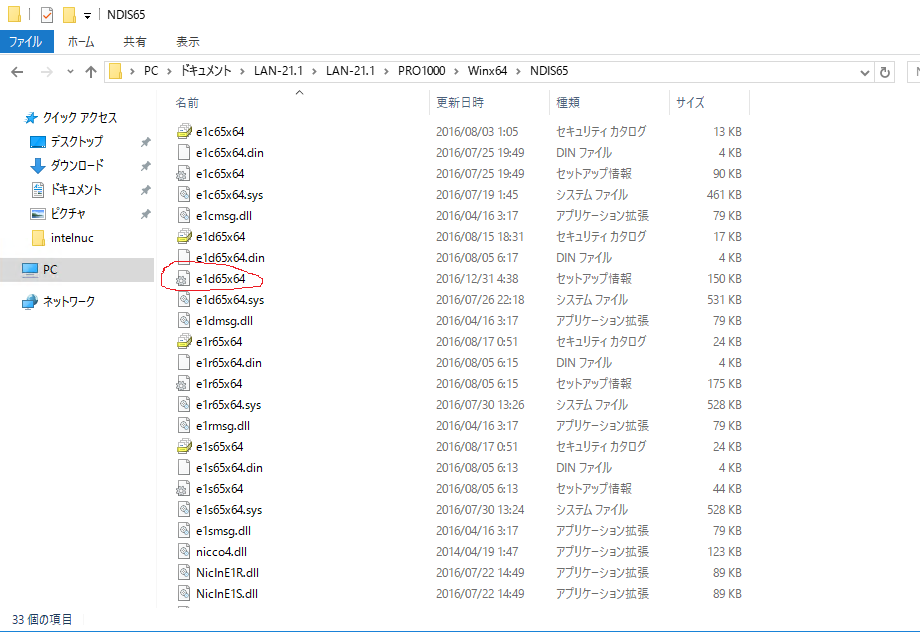 NDIS65
ファイル ホーム 共有 表示
PC ドキュメント LAN-21.1 LAN-21.1 PRO1000 Winx64 NDIS65
クイック アクセス
デスクトップ
ダウンロード
ドキュメント
ピクチャ
intelnuc
PC
ネットワーク
名前 更新日時 種類 サイズ
e1c65x64 2016/08/03 1:05 セキュリティ カタログ 13 KB
e1c65x64.din 2016/07/25 19:49 DIN ファイル 4 KB
e1c65x64 2016/07/25 19:49 セットアップ情報 90 KB
e1c65x64.sys 2016/07/19 1:45 システム ファイル 461 KB
e1cmsg.dll 2016/04/16 3:17 アプリケーション拡張 79 KB
e1d65x64 2016/08/15 18:31 セキュリティ カタログ 17 KB
e1d65x64.din 2016/08/05 6:17 DIN ファイル 4 KB
e1d65x64 2016/12/31 4:38 セットアップ情報 150 KB
e1d65x64.sys 2016/07/26 22:18 システム ファイル 531 KB
e1dmsg.dll 2016/04/16 3:17 アプリケーション拡張 79 KB
e1r65x64 2016/08/17 0:51 セキュリティ カタログ 24 KB
e1r65x64.din 2016/08/05 6:15 DIN ファイル 4 KB
e1r65x64 2016/08/05 6:15 セットアップ情報 175 KB
e1r65x64.sys 2016/07/30 13:26 システム ファイル 528 KB
e1rmsg.dll 2016/04/16 3:17 アプリケーション拡張 79 KB
e1s65x64 2016/08/17 0:51 セキュリティ カタログ 24 KB
e1s65x64.din 2016/08/05 6:13 DIN ファイル 4 KB
e1s65x64 2016/08/05 6:13 セットアップ情報 44 KB
e1s65x64.sys 2016/07/30 13:24 システム ファイル 528 KB
e1smsg.dll 2016/04/16 3:17 アプリケーション拡張 79 KB
nicco4.dll 2014/04/19 1:47 アプリケーション拡張 123 KB
NicInE1R.dll 2016/07/22 14:49 アプリケーション拡張 89 KB
NicInE1S.dll 2016/07/22 14:49 アプリケーション拡張 89 KB
33 個の項目